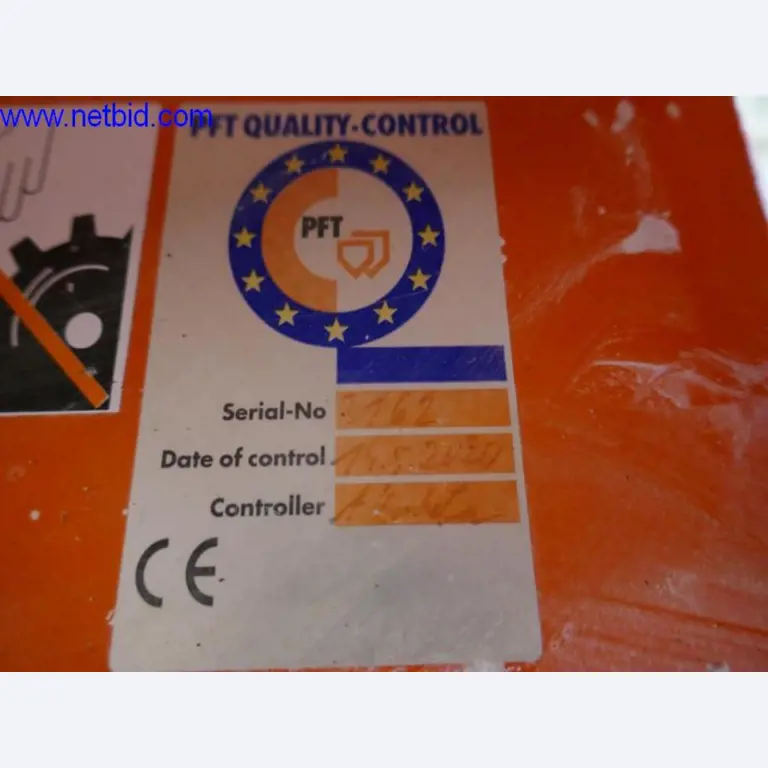 www.netbid.com
PFT QUALITY-CONTROL
PFT
Serial-No
Date of control
Controller
CE